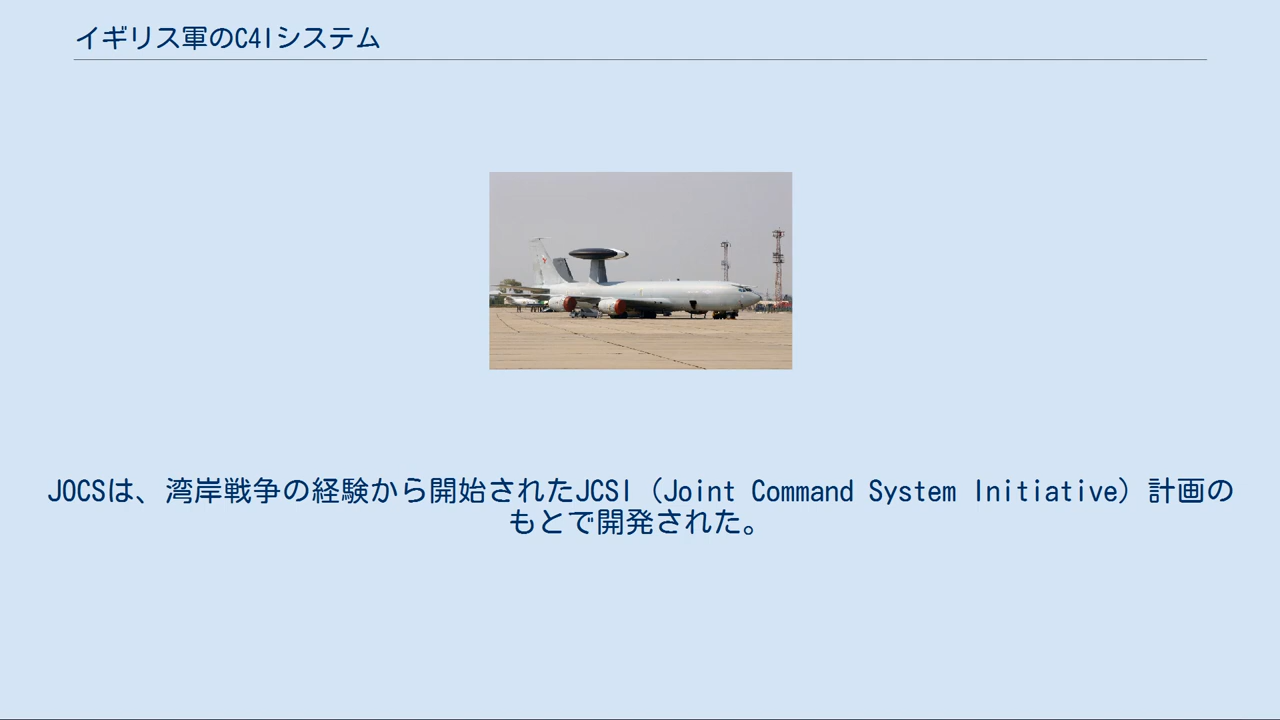 イギリス軍のC4Iシステム
JOCSは、湾岸戦争の経験から開始されたJCSI（Joint Command System Initiative）計画の
もとで開発された。